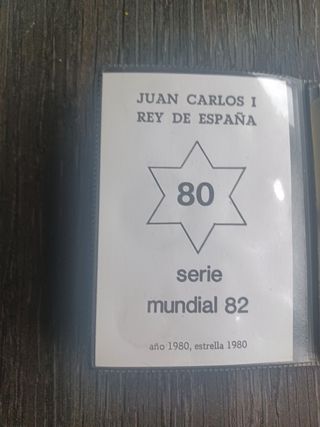 JUAN CARLOS I
REY DE ESPAÑA
80
serie
mundial 82
año 1980, estrella 1980